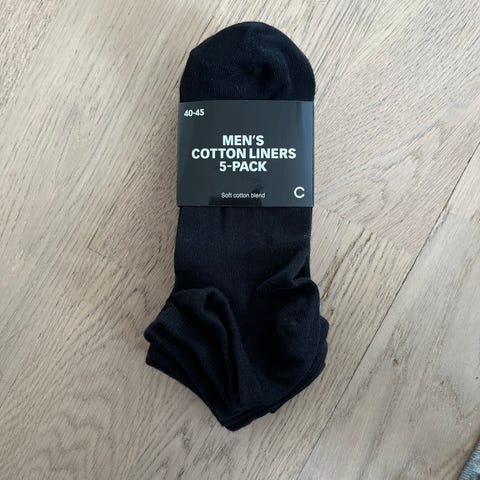 40-45
MEN'S
COTTON LINERS
5-PACK
Soft cotton blend
C